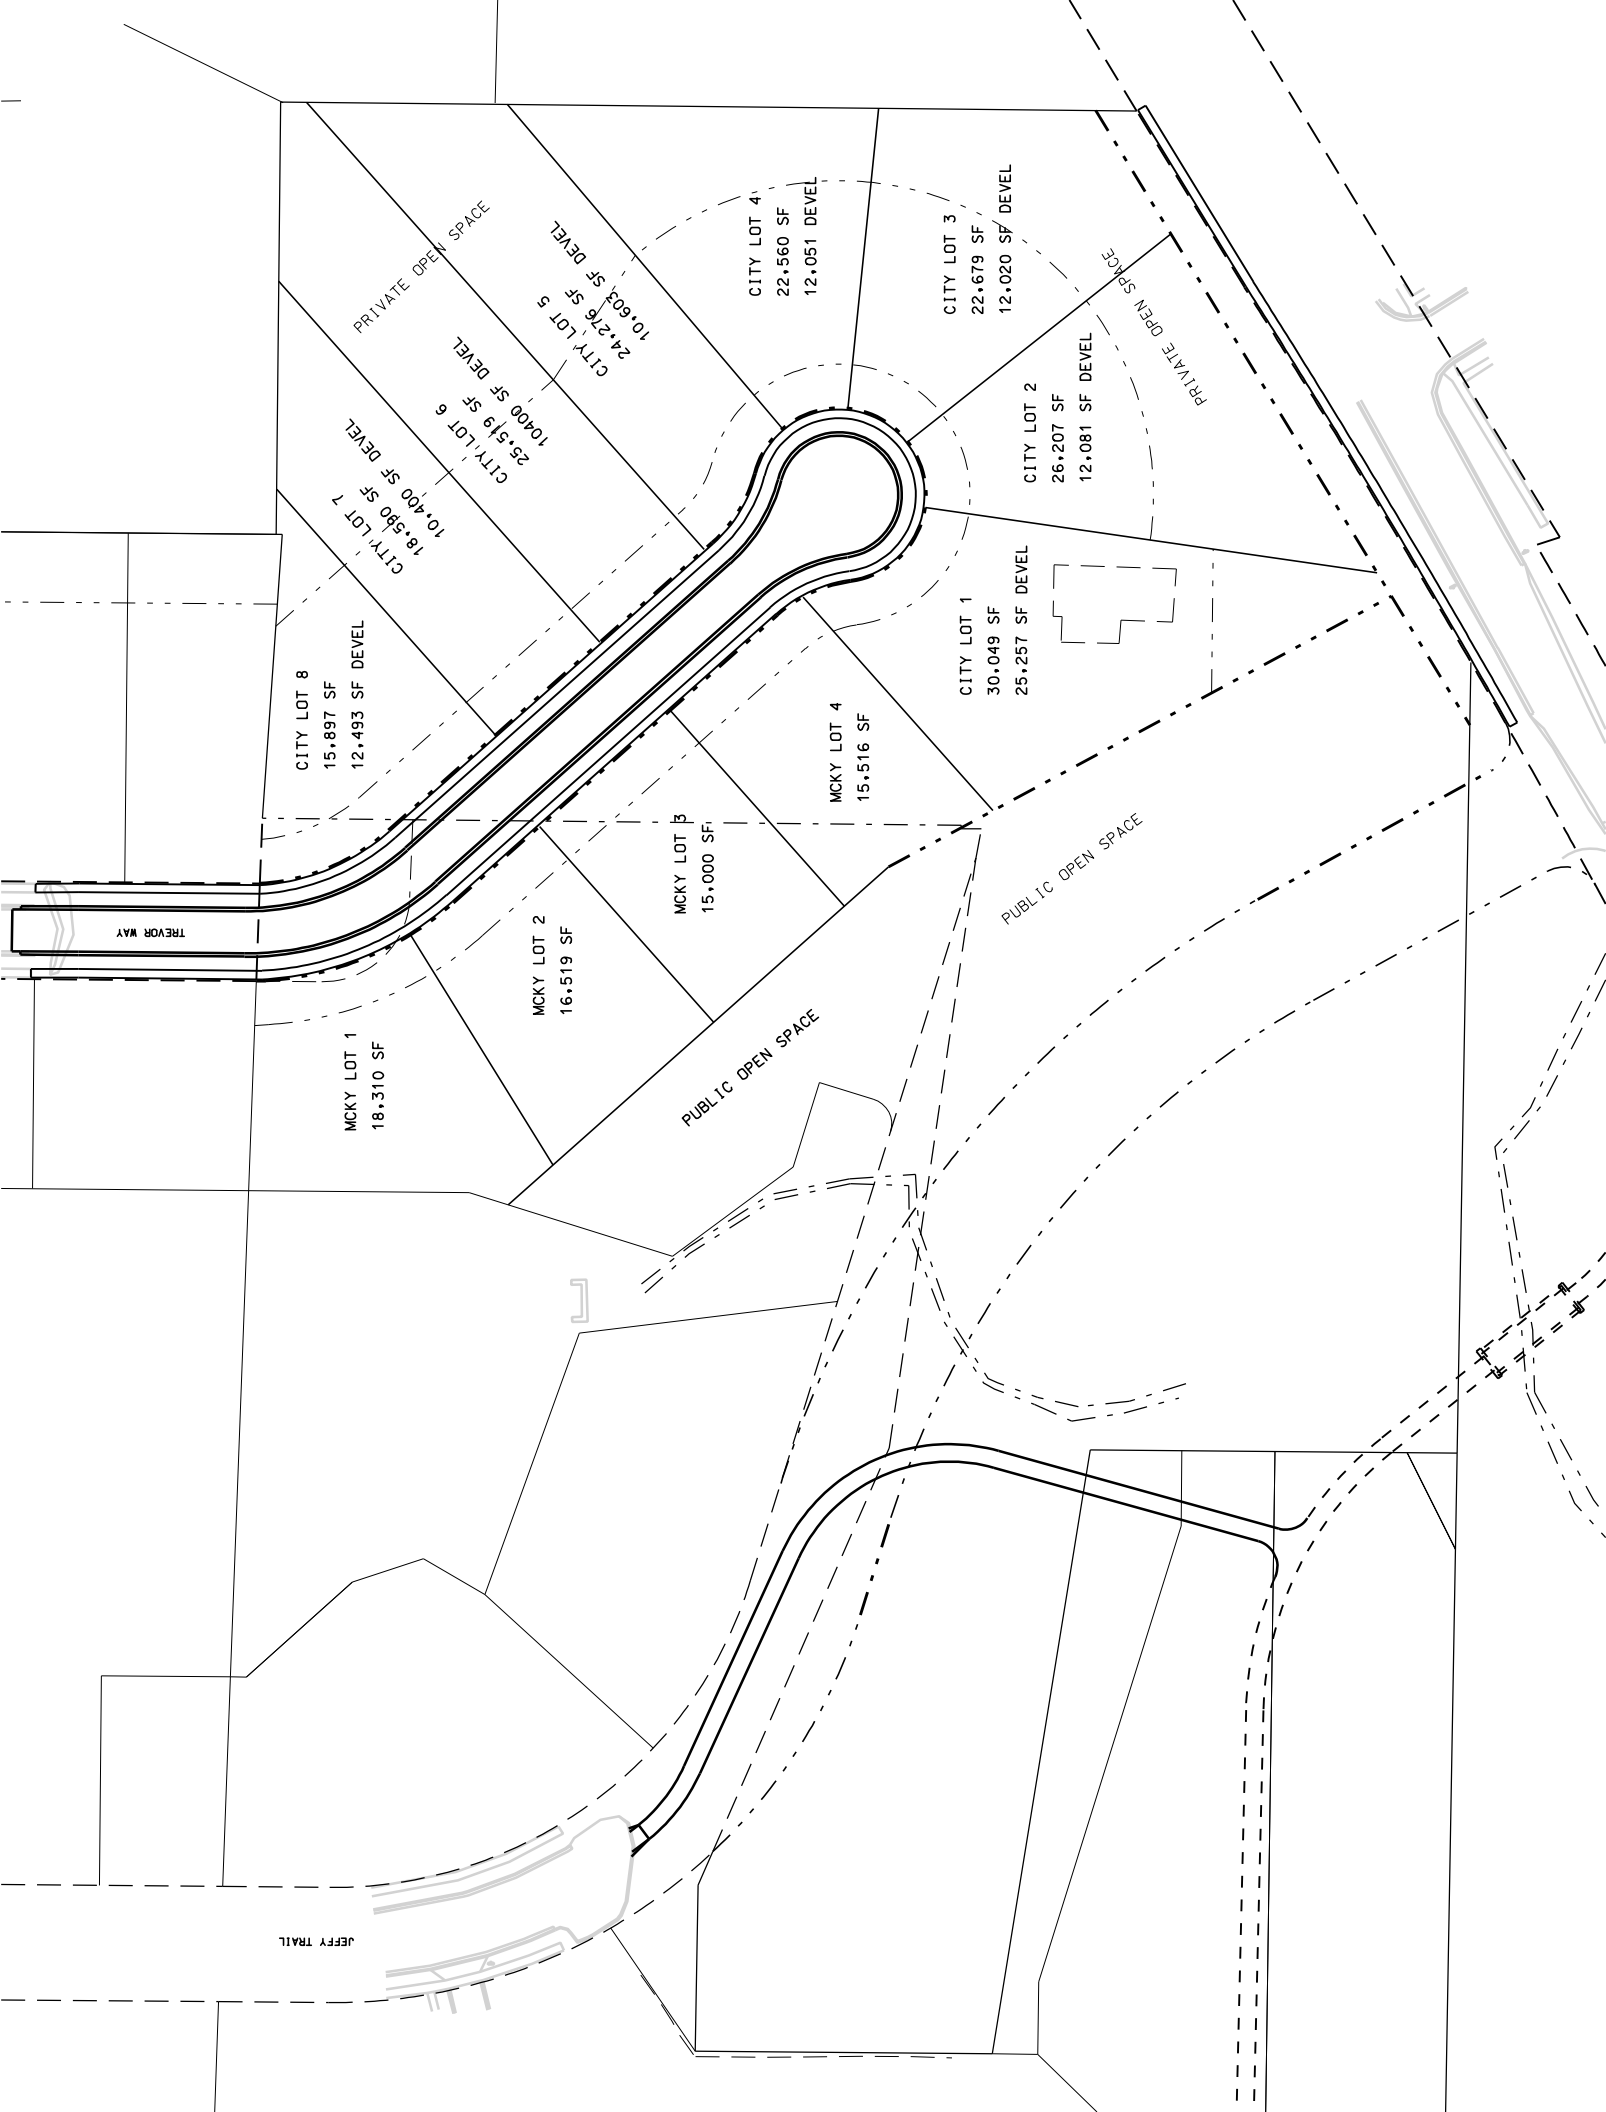 PRIVATE OPEN SPACE
CITY LOT 4
22,560 SF
12,051 DEVEL
CITY LOT 3
22,679 SF
12,020 SF DEVEL
PRIVATE OPEN SPACE
CITY LOT 5
24,276 SF
10,603 SF DEVEL
CITY LOT 6
25,519 SF
10400 SF DEVEL
CITY LOT 7
18,590 SF
10,400 SF DEVEL
CITY LOT 2
26,207 SF
12,081 SF DEVEL
CITY LOT 8
15,897 SF
12,493 SF DEVEL
CITY LOT 1
30,049 SF
25,257 SF DEVEL
MCKY LOT 4
15,516 SF
MCKY LOT 3
15,000 SF
MCKY LOT 2
16,519 SF
MCKY LOT 1
18,310 SF
TREVOR WAY
PUBLIC OPEN SPACE
PUBLIC OPEN SPACE
JEFFY TRAIL